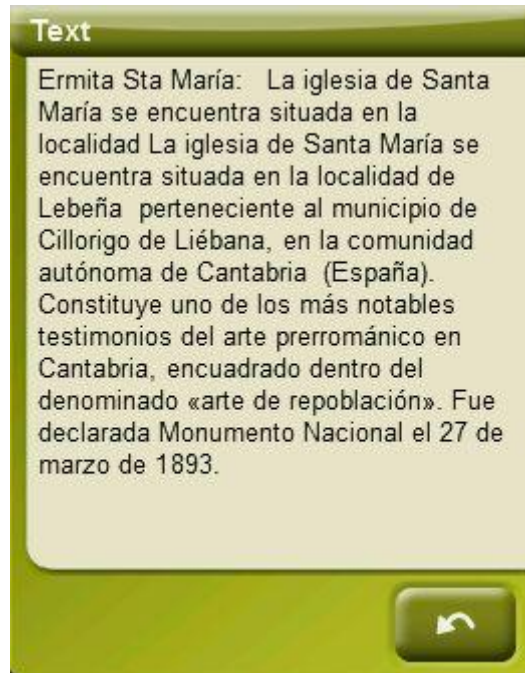 Text
Ermita Sta María:   La iglesia de Santa
María se encuentra situada en la
localidad La iglesia de Santa María se
encuentra situada en la localidad de
Lebeña  perteneciente al municipio de
Cillorigo de Liébana, en la comunidad
autónoma de Cantabria  (España).
Constituye uno de los más notables
testimonios del arte prerrománico en
Cantabria, encuadrado dentro del
denominado «arte de repoblación». Fue
declarada Monumento Nacional el 27 de
marzo de 1893.